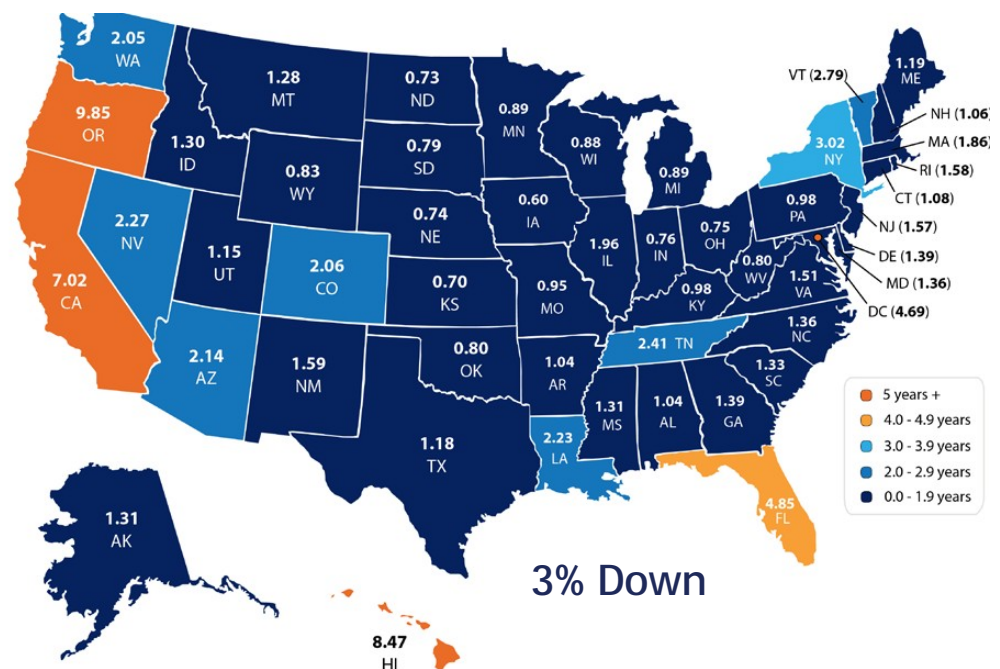 2.05
WA
9.85
OR
7.02
CA
2.27
NV
1.30
ID
1.28
MT
0.83
WY
1.15
UT
2.06
CO
2.14
AZ
1.59
NM
0.73
ND
0.79
SD
0.74
NE
0.70
KS
0.80
OK
1.18
TX
0.89
MN
0.60
IA
0.95
MO
1.04
AR
2.23
LA
0.88
WI
1.96
IL
0.89
MI
0.76
IN
0.75
OH
0.98
KY
2.41 TN
1.31
MS
1.04
AL
1.39
GA
4.85
FL
1.33
SC
1.36
NC
1.51
VA
0.80
WV
0.98
PA
3.02
NY
1.19
ME
VT (2.79)
NH (1.06)
MA (1.86)
RI (1.58)
CT (1.08)
NJ (1.57)
DE (1.39)
MD (1.36)
DC (4.69)
5 years +
4.0 - 4.9 years
3.0 - 3.9 years
2.0 - 2.9 years
0.0 - 1.9 years
1.31
AK
8.47
HI
3% Down